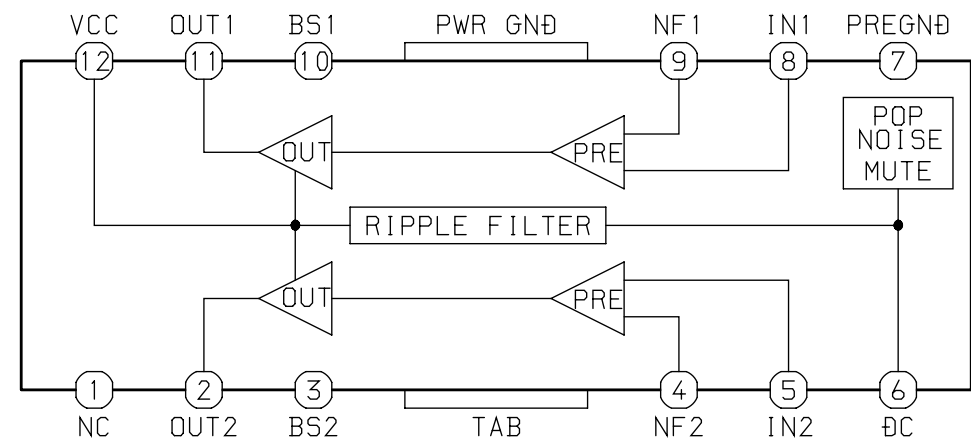 VCC OUT1 BS1 PWR GND NF1 IN1 PREGND
12 11 10 9 8 7
POP
NOISE
MUTE
OUT PRE
RIPPLE FILTER
OUT PRE
1 2 3 4 5 6
NC OUT2 BS2 TAB NF2 IN2 DC